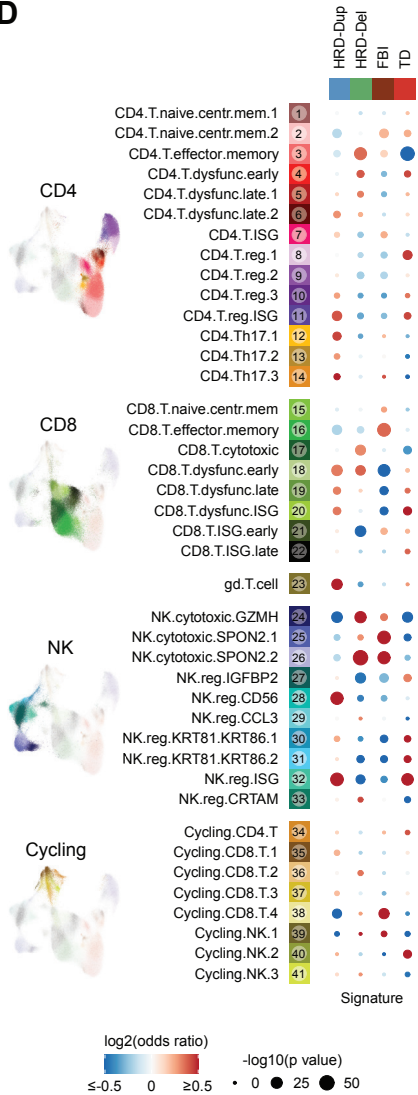 D
HRD-Dup
HRD-Del
FBI
TD
CD4
CD4.T.naive.centr.mem.1 1
CD4.T.naive.centr.mem.2 2
CD4.T.effector.memory 3
CD4.T.dysfunc.early 4
CD4.T.dysfunc.late.1 5
CD4.T.dysfunc.late.2 6
CD4.T.ISG 7
CD4.T.reg.1 8
CD4.T.reg.2 9
CD4.T.reg.3 10
CD4.T.reg.ISG 11
CD4.Th17.1 12
CD4.Th17.2 13
CD4.Th17.3 14
CD8
CD8.T.naive.centr.mem 15
CD8.T.effector.memory 16
CD8.T.cytotoxic 17
CD8.T.dysfunc.early 18
CD8.T.dysfunc.late 19
CD8.T.dysfunc.ISG 20
CD8.T.ISG.early 21
CD8.T.ISG.late 22
gd.T.cell 23
NK
NK.cytotoxic.GZMH 24
NK.cytotoxic.SPON2.1 25
NK.cytotoxic.SPON2.2 26
NK.reg.IGFBP2 27
NK.reg.CD56 28
NK.reg.CCL3 29
NK.reg.KRT81.KRT86.1 30
NK.reg.KRT81.KRT86.2 31
NK.reg.ISG 32
NK.reg.CRTAM 33
Cycling
Cycling.CD4.T 34
Cycling.CD8.T.1 35
Cycling.CD8.T.2 36
Cycling.CD8.T.3 37
Cycling.CD8.T.4 38
Cycling.NK.1 39
Cycling.NK.2 40
Cycling.NK.3 41
Signature
log2(odds ratio)
≤-0.5 0 ≥0.5
-log10(p value)
0 25 50